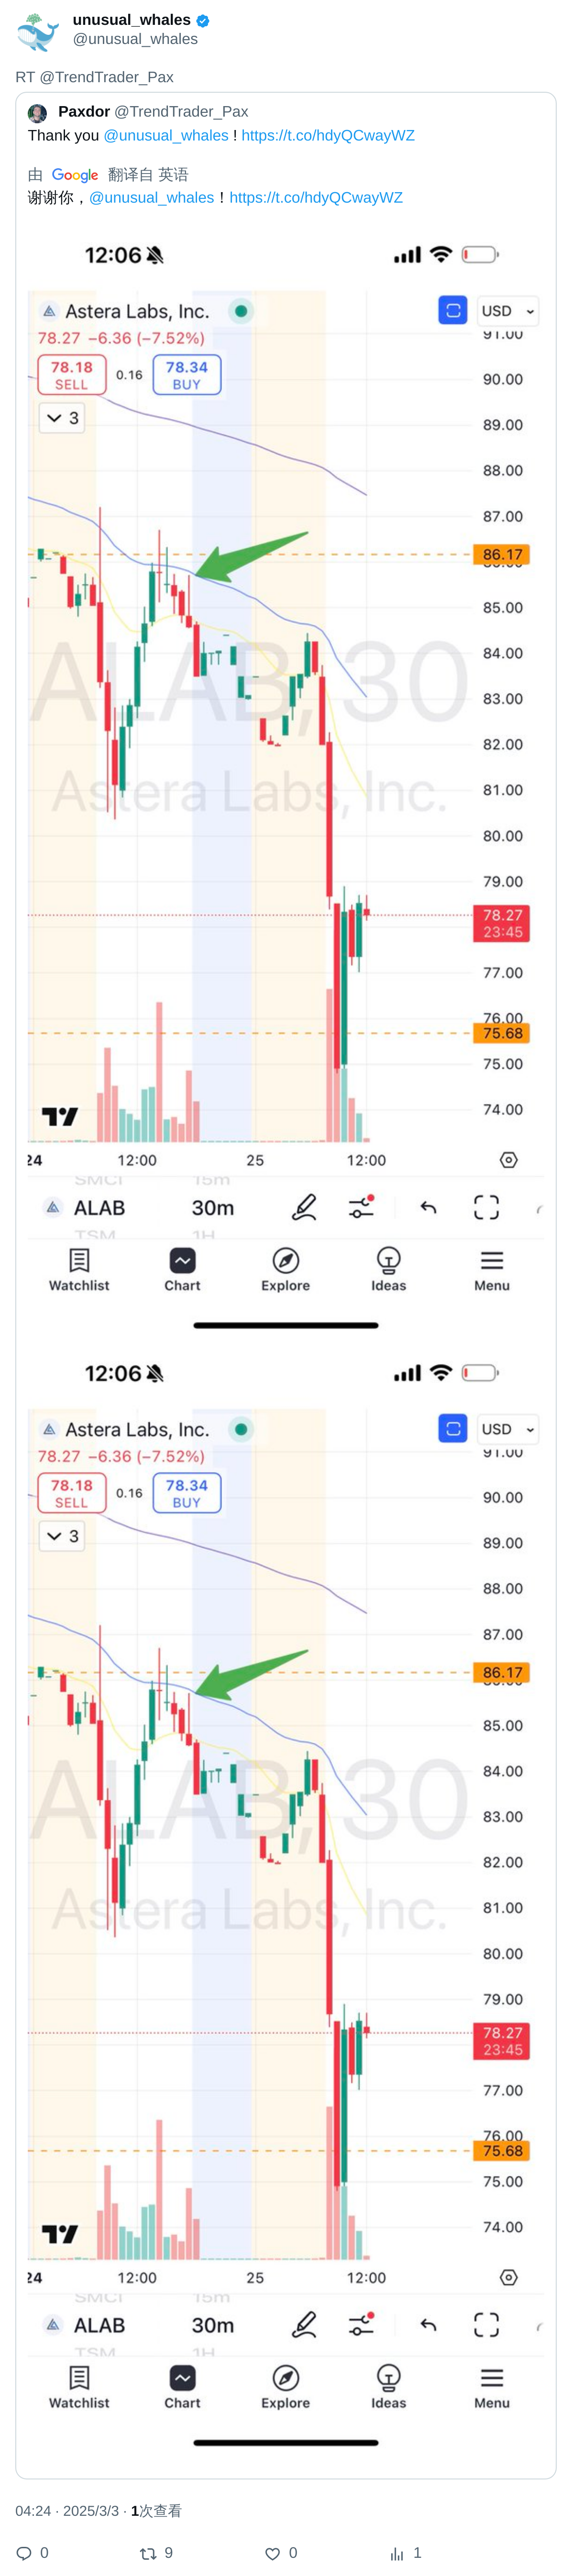 unusual_whales
@unusual_whales
RT @TrendTrader_Pax
Paxdor @TrendTrader_Pax
Thank you @unusual_whales ! https://t.co/hdyQCwayWZ
由 Google 翻译自 英语
谢谢你，@unusual_whales！https://t.co/hdyQCwayWZ
12:06
Astera Labs, Inc.
USD
78.27 −6.36 (−7.52%)
91.00
78.18
SELL
0.16
78.34
BUY
90.00
3
89.00
88.00
87.00
86.17
86.00
85.00
ALAB, 30
84.00
83.00
82.00
Astera Labs, Inc.
81.00
80.00
79.00
78.27
23:45
77.00
76.00
75.68
75.00
74.00
24 12:00 25 12:00
SMCI 15m
ALAB 30m
TSM 1H
Watchlist Chart Explore Ideas Menu
12:06
Astera Labs, Inc.
USD
78.27 −6.36 (−7.52%)
91.00
78.18
SELL
0.16
78.34
BUY
90.00
3
89.00
88.00
87.00
86.17
86.00
85.00
ALAB, 30
84.00
83.00
82.00
Astera Labs, Inc.
81.00
80.00
79.00
78.27
23:45
77.00
76.00
75.68
75.00
74.00
24 12:00 25 12:00
SMCI 15m
ALAB 30m
TSM 1H
Watchlist Chart Explore Ideas Menu
04:24 · 2025/3/3 · 1次查看
0 9 0 1